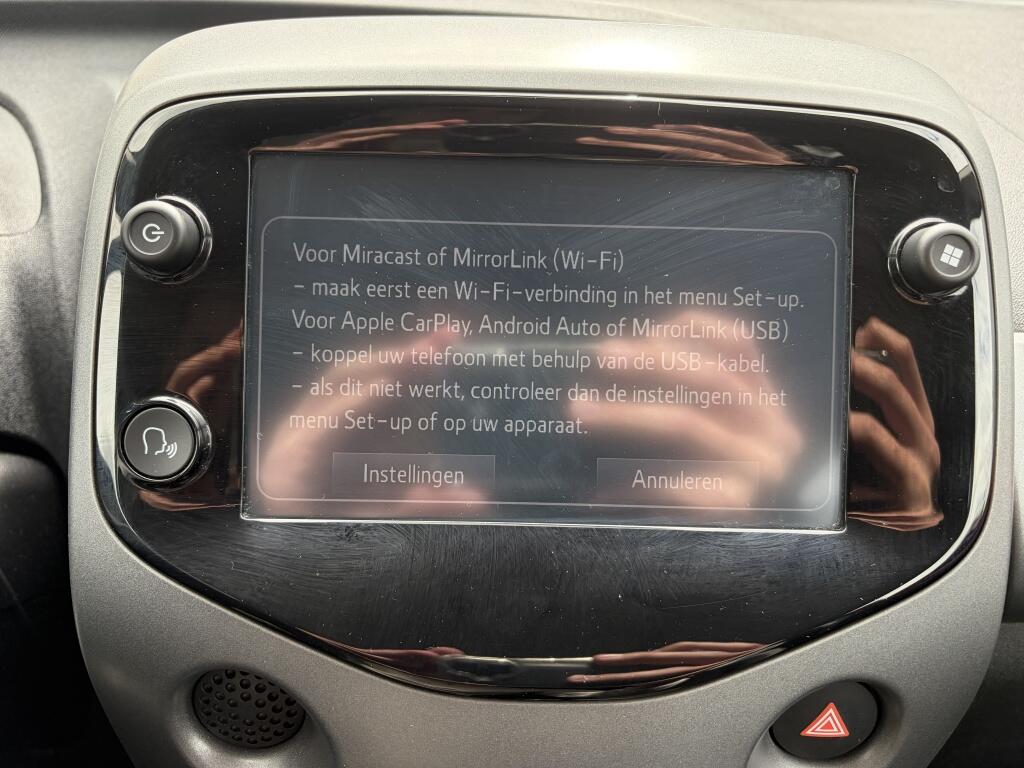 Voor Miracast of MirrorLink (Wi-Fi)
- maak eerst een Wi-Fi-verbinding in het menu Set-up.
Voor Apple CarPlay, Android Auto of MirrorLink (USB)
- koppel uw telefoon met behulp van de USB-kabel.
- als dit niet werkt, controleer dan de instellingen in het
menu Set-up of op uw apparaat.
Instellingen Annuleren